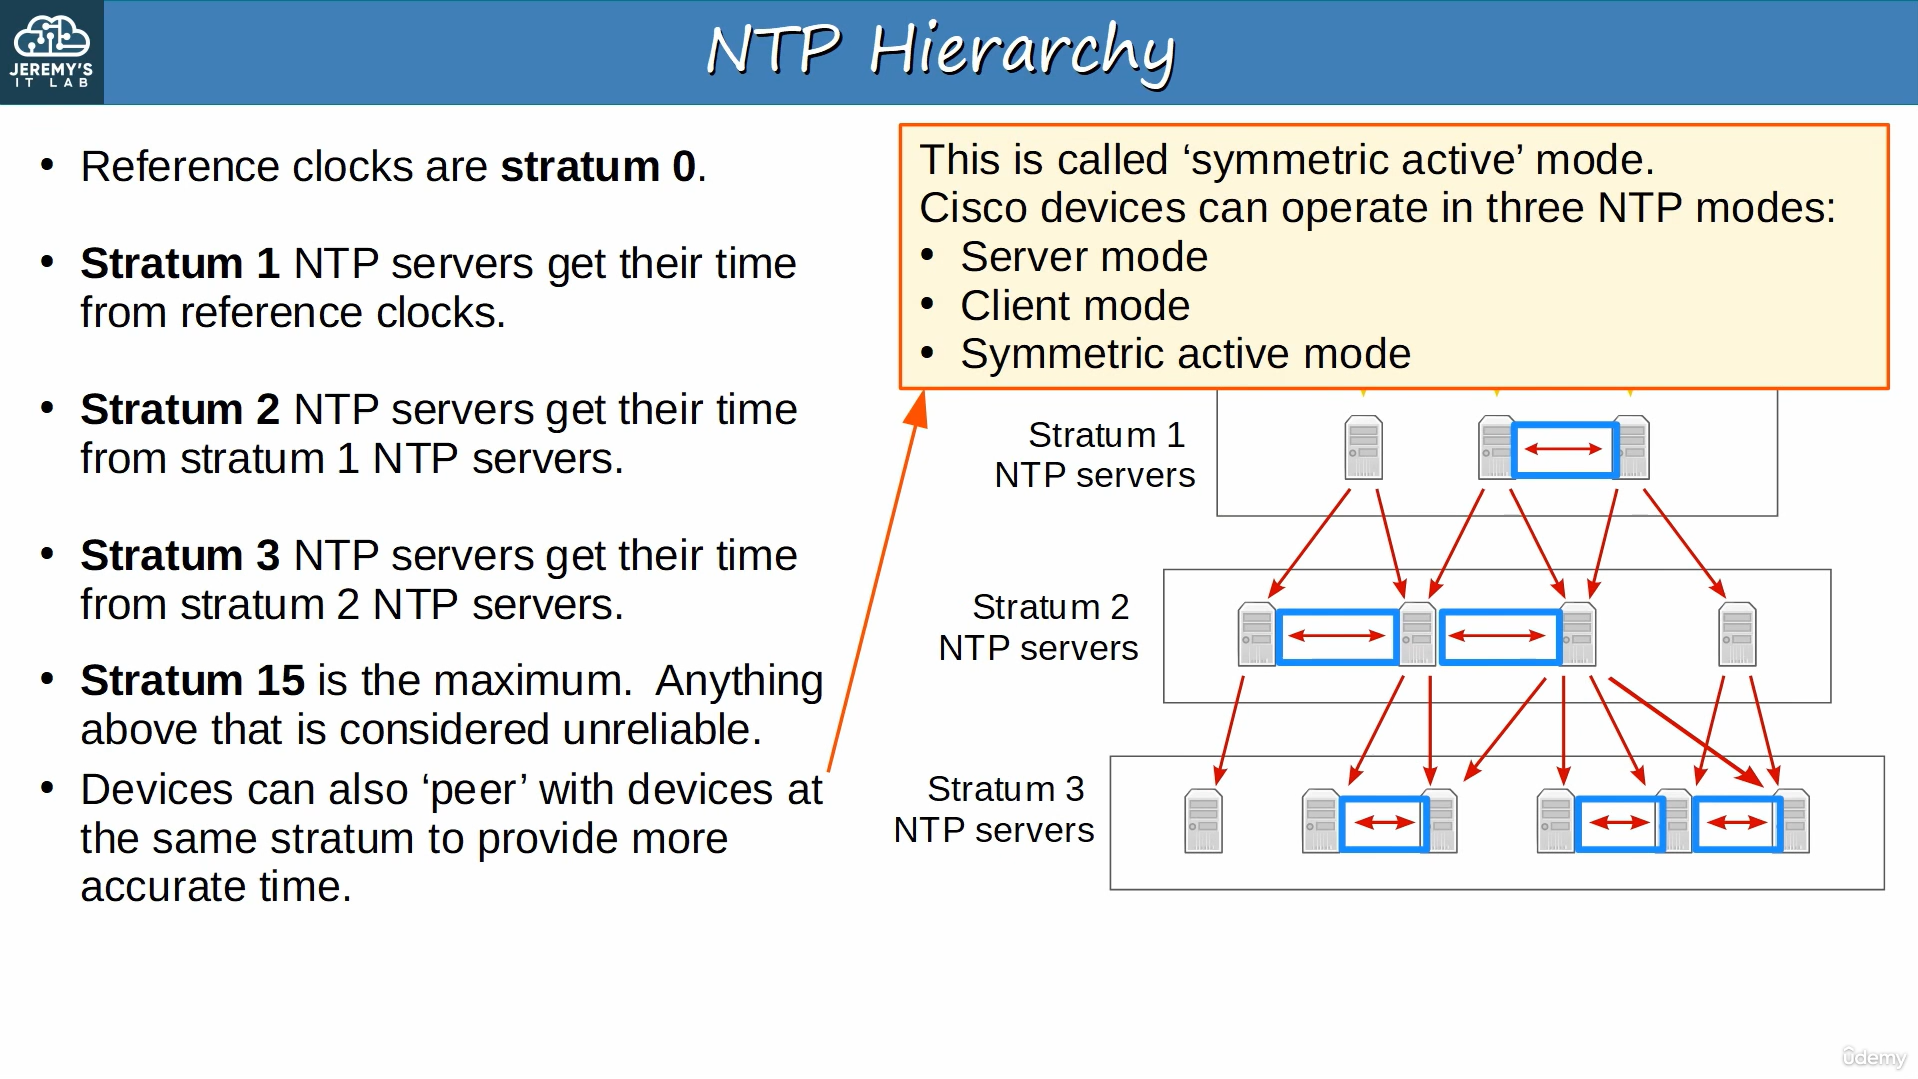 JEREMY'S
IT LAB
NTP Hierarchy
• Reference clocks are stratum 0.
• Stratum 1 NTP servers get their time
from reference clocks.
• Stratum 2 NTP servers get their time
from stratum 1 NTP servers.
• Stratum 3 NTP servers get their time
from stratum 2 NTP servers.
• Stratum 15 is the maximum.  Anything
above that is considered unreliable.
• Devices can also ‘peer’ with devices at
the same stratum to provide more
accurate time.
This is called ‘symmetric active’ mode.
Cisco devices can operate in three NTP modes:
• Server mode
• Client mode
• Symmetric active mode
Stratum 1
NTP servers
Stratum 2
NTP servers
Stratum 3
NTP servers
ûdemy